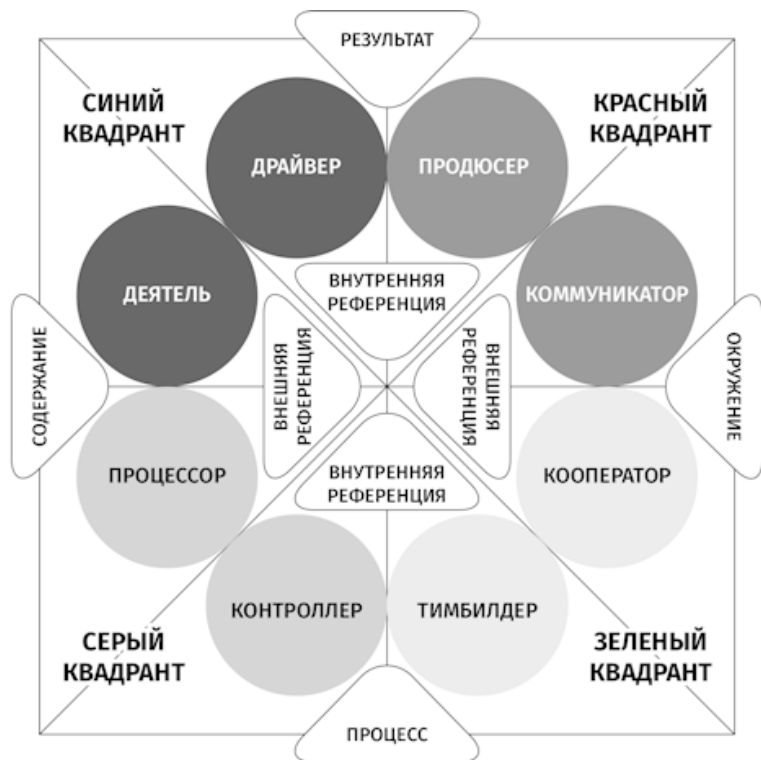 РЕЗУЛЬТАТ
СИНИЙ
КВАДРАНТ
КРАСНЫЙ
КВАДРАНТ
ДРАЙВЕР
ПРОДЮСЕР
ДЕЯТЕЛЬ
ВНУТРЕННЯЯ
РЕФЕРЕНЦИЯ
КОММУНИКАТОР
СОДЕРЖАНИЕ
ВНЕШНЯЯ
РЕФЕРЕНЦИЯ
ВНЕШНЯЯ
РЕФЕРЕНЦИЯ
ОКРУЖЕНИЕ
ПРОЦЕССОР
ВНУТРЕННЯЯ
РЕФЕРЕНЦИЯ
КООПЕРАТОР
КОНТРОЛЛЕР
ТИМБИЛДЕР
СЕРЫЙ
КВАДРАНТ
ЗЕЛЕНЫЙ
КВАДРАНТ
ПРОЦЕСС